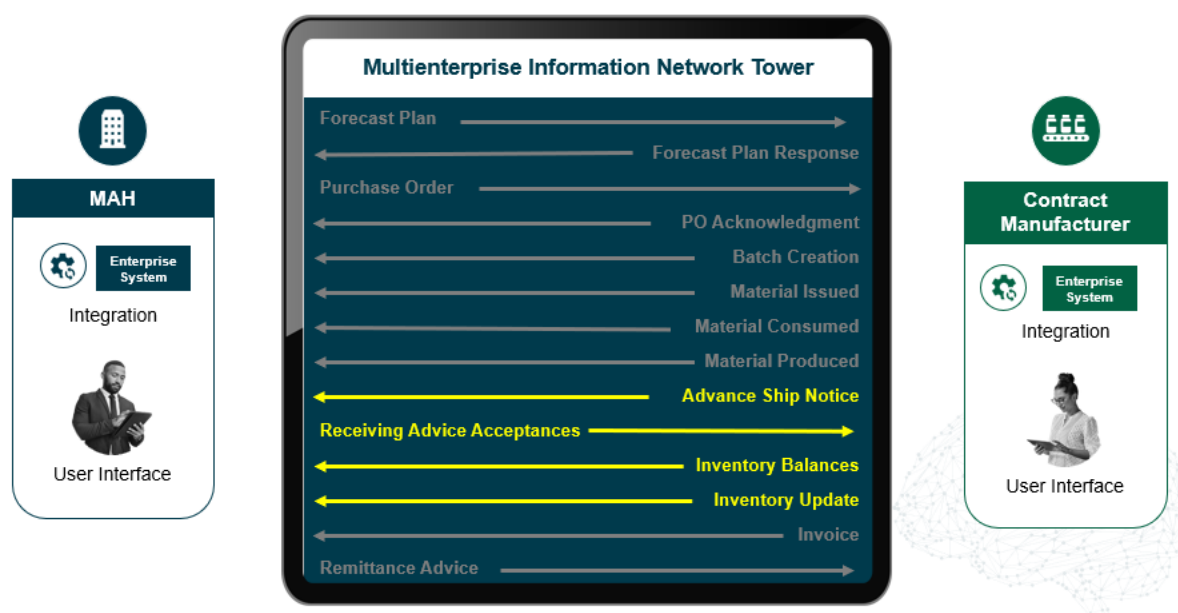 Multienterprise Information Network Tower
MAH
Enterprise
System
Integration
User Interface
Forecast Plan
Forecast Plan Response
Purchase Order
PO Acknowledgment
Batch Creation
Material Issued
Material Consumed
Material Produced
Advance Ship Notice
Receiving Advice Acceptances
Inventory Balances
Inventory Update
Invoice
Remittance Advice
Contract
Manufacturer
Enterprise
System
Integration
User Interface